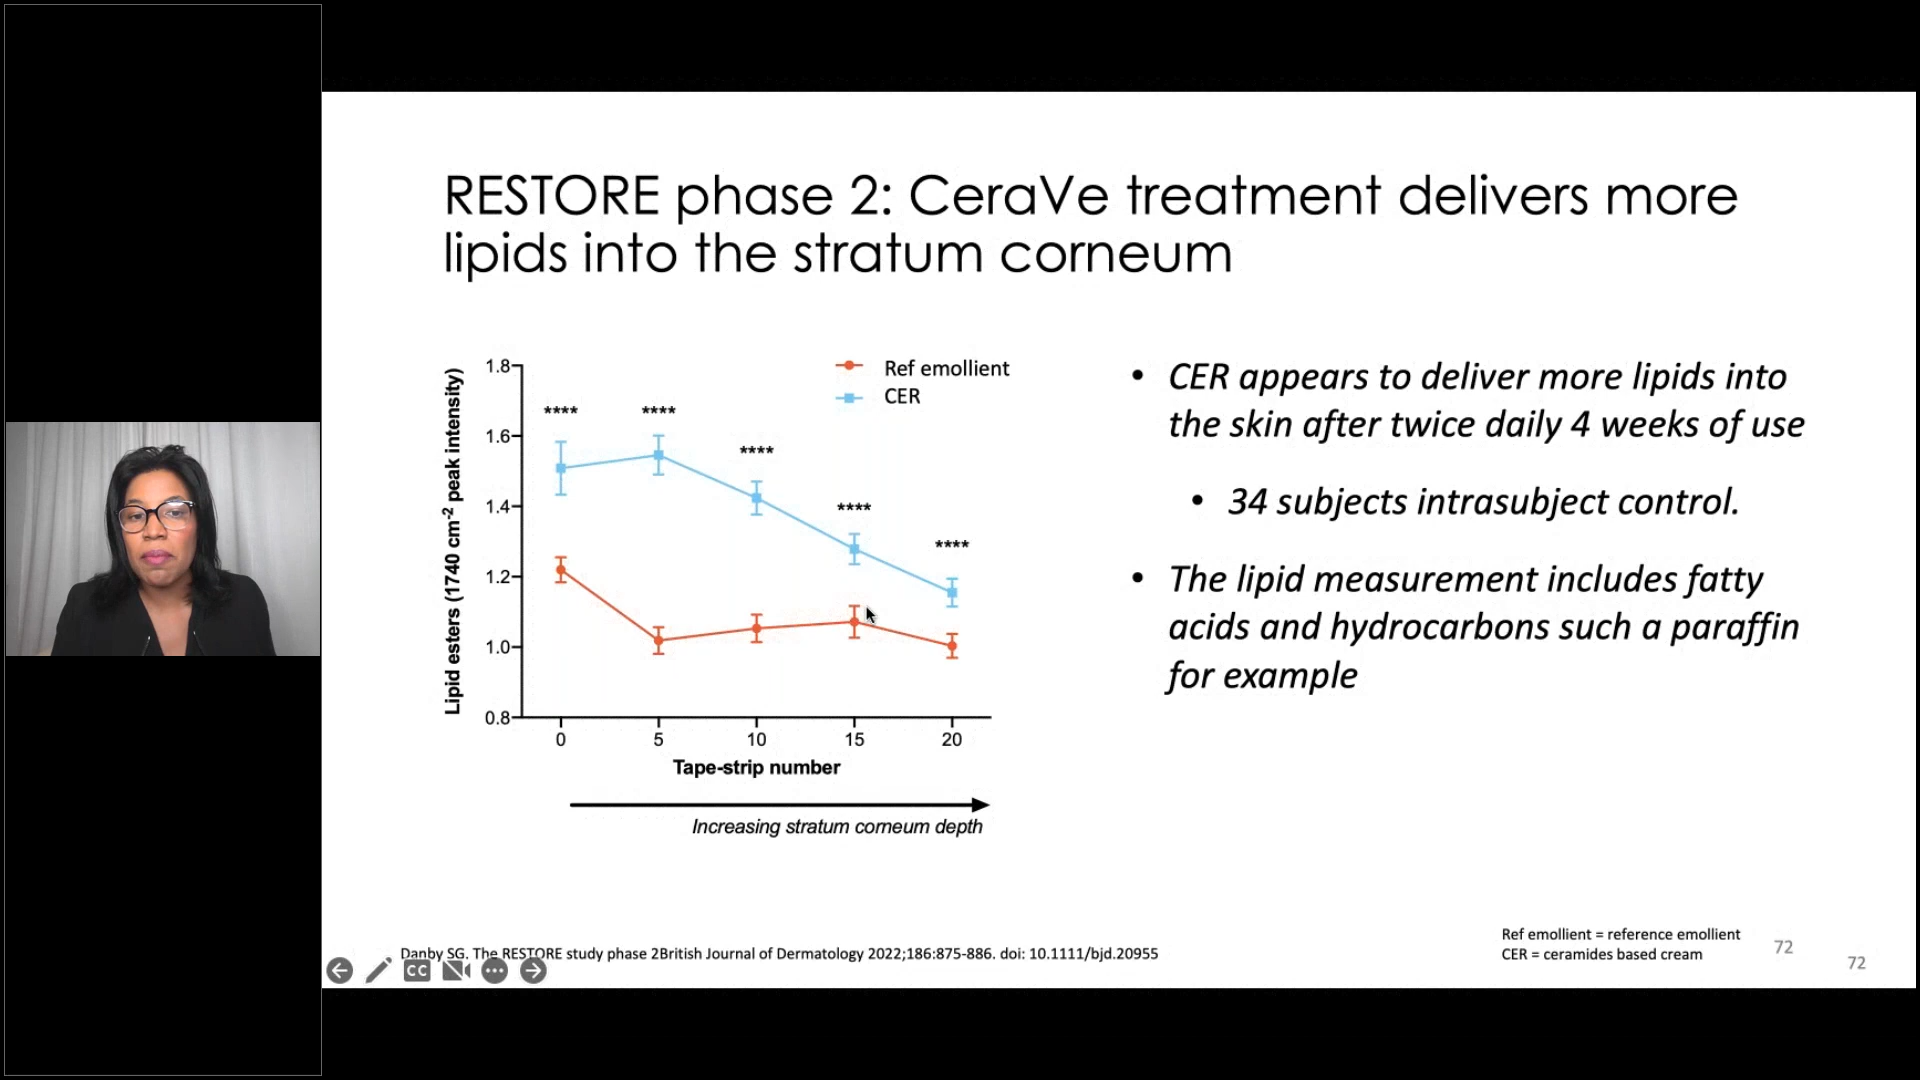 RESTORE phase 2: CeraVe treatment delivers more
lipids into the stratum corneum
Lipid esters (1740 cm-2 peak intensity)
1.8
1.6
1.4
1.2
1.0
0.8
Ref emollient
CER
****
****
****
****
****
0
5
10
15
20
Tape-strip number
Increasing stratum corneum depth
• CER appears to deliver more lipids into
the skin after twice daily 4 weeks of use
• 34 subjects intrasubject control.
• The lipid measurement includes fatty
acids and hydrocarbons such a paraffin
for example
Danby SG. The RESTORE study phase 2British Journal of Dermatology 2022;186:875-886. doi: 10.1111/bjd.20955
CC
Ref emollient = reference emollient
CER = ceramides based cream
72
72